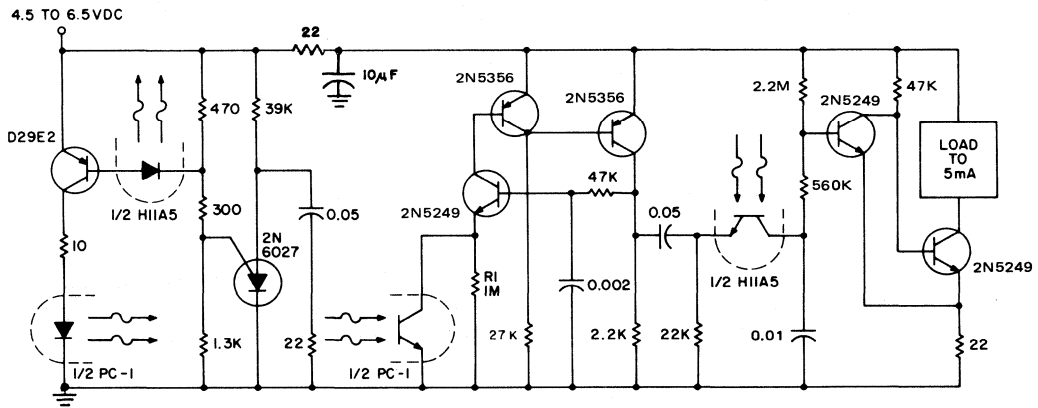 4.5 TO 6.5VDC
22
10µF
2N5356
2N5356
2.2M
2N5249
47K
470
39K
D29E2
LOAD
TO
5mA
47K
1/2 H11A5
300
0.05
2N5249
0.05
560K
10
2N
6027
R1
1M
0.002
1/2 H11A5
2N5249
1.3K
22
27K
2.2K
22K
0.01
22
1/2 PC-1
1/2 PC-1